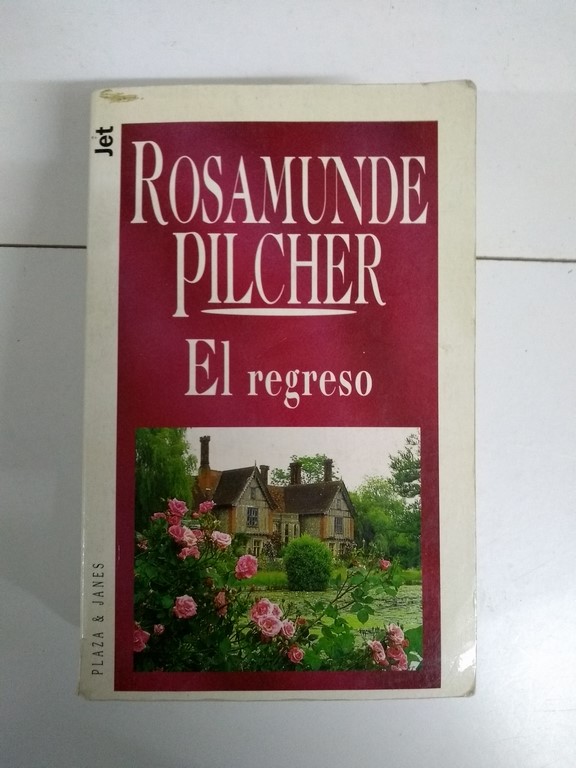 Jet
ROSAMUNDE
PILCHER
El regreso
PLAZA & JANES